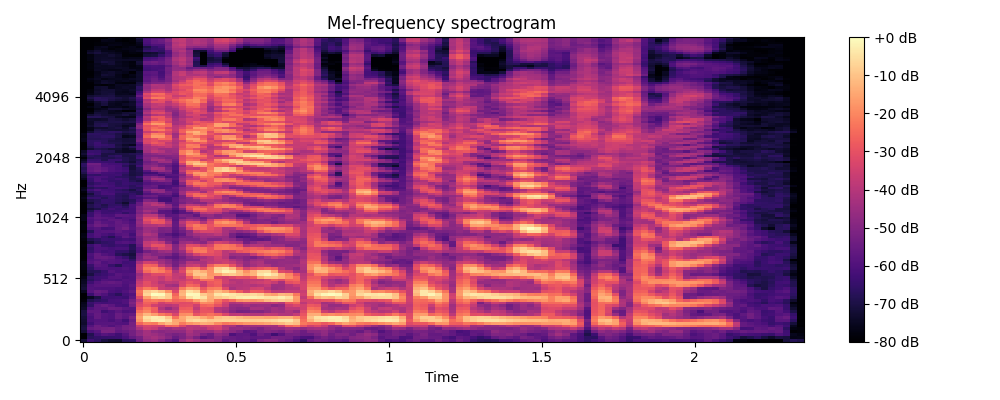 Mel-frequency spectrogram
Hz
4096
2048
1024
512
0
0 0.5 1 1.5 2
Time
+0 dB
-10 dB
-20 dB
-30 dB
-40 dB
-50 dB
-60 dB
-70 dB
-80 dB